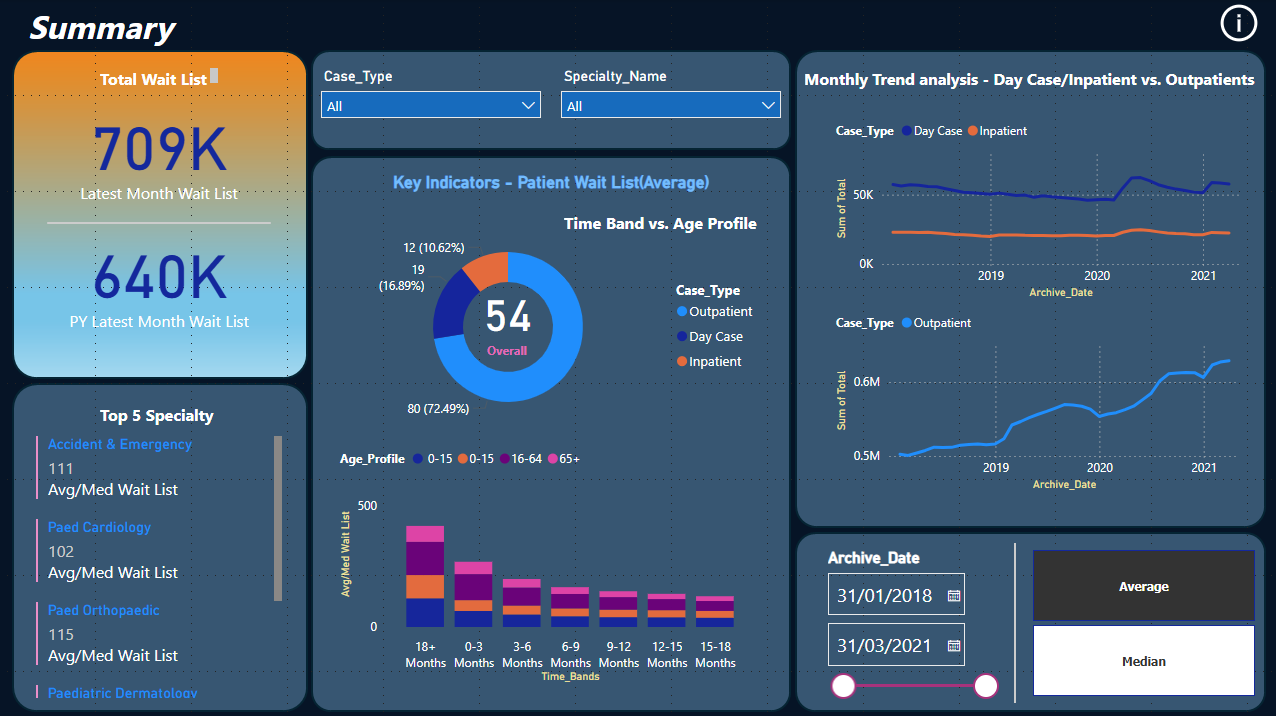 Summary
Total Wait List
709K
Latest Month Wait List
640K
PY Latest Month Wait List
Top 5 Specialty
Accident & Emergency
111
Avg/Med Wait List
Paed Cardiology
102
Avg/Med Wait List
Paed Orthopaedic
115
Avg/Med Wait List
Paediatric Dermatology
Case_Type
All
Specialty_Name
All
Key Indicators - Patient Wait List(Average)
Time Band vs. Age Profile
12 (10.62%)
19
(16.89%)
54
Overall
80 (72.49%)
Case_Type
Outpatient
Day Case
Inpatient
Age_Profile 0-15 0-15 16-64 65+
Avg/Med Wait List
500
0
18+
Months
0-3
Months
3-6
Months
6-9
Months
9-12
Months
12-15
Months
15-18
Months
Time_Bands
Monthly Trend analysis - Day Case/Inpatient vs. Outpatients
Case_Type Day Case Inpatient
Sum of Total
50K
0K
2019 2020 2021
Archive_Date
Case_Type Outpatient
Sum of Total
0.6M
0.5M
2019 2020 2021
Archive_Date
Archive_Date
31/01/2018
31/03/2021
Average
Median